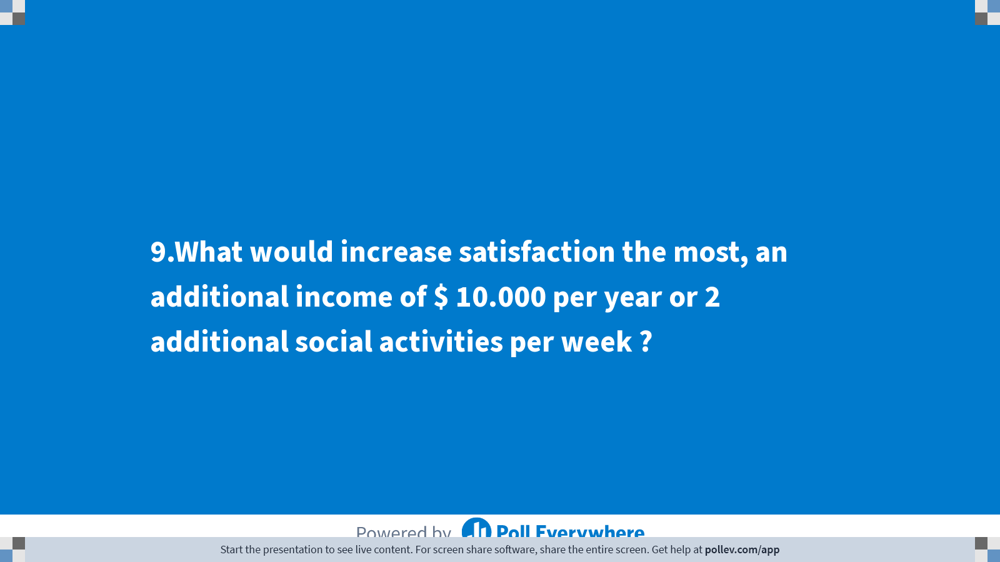 9.What would increase satisfaction the most, an
additional income of $ 10.000 per year or 2
additional social activities per week ?
Powered by Poll Everywhere
Start the presentation to see live content. For screen share software, share the entire screen. Get help at pollev.com/app